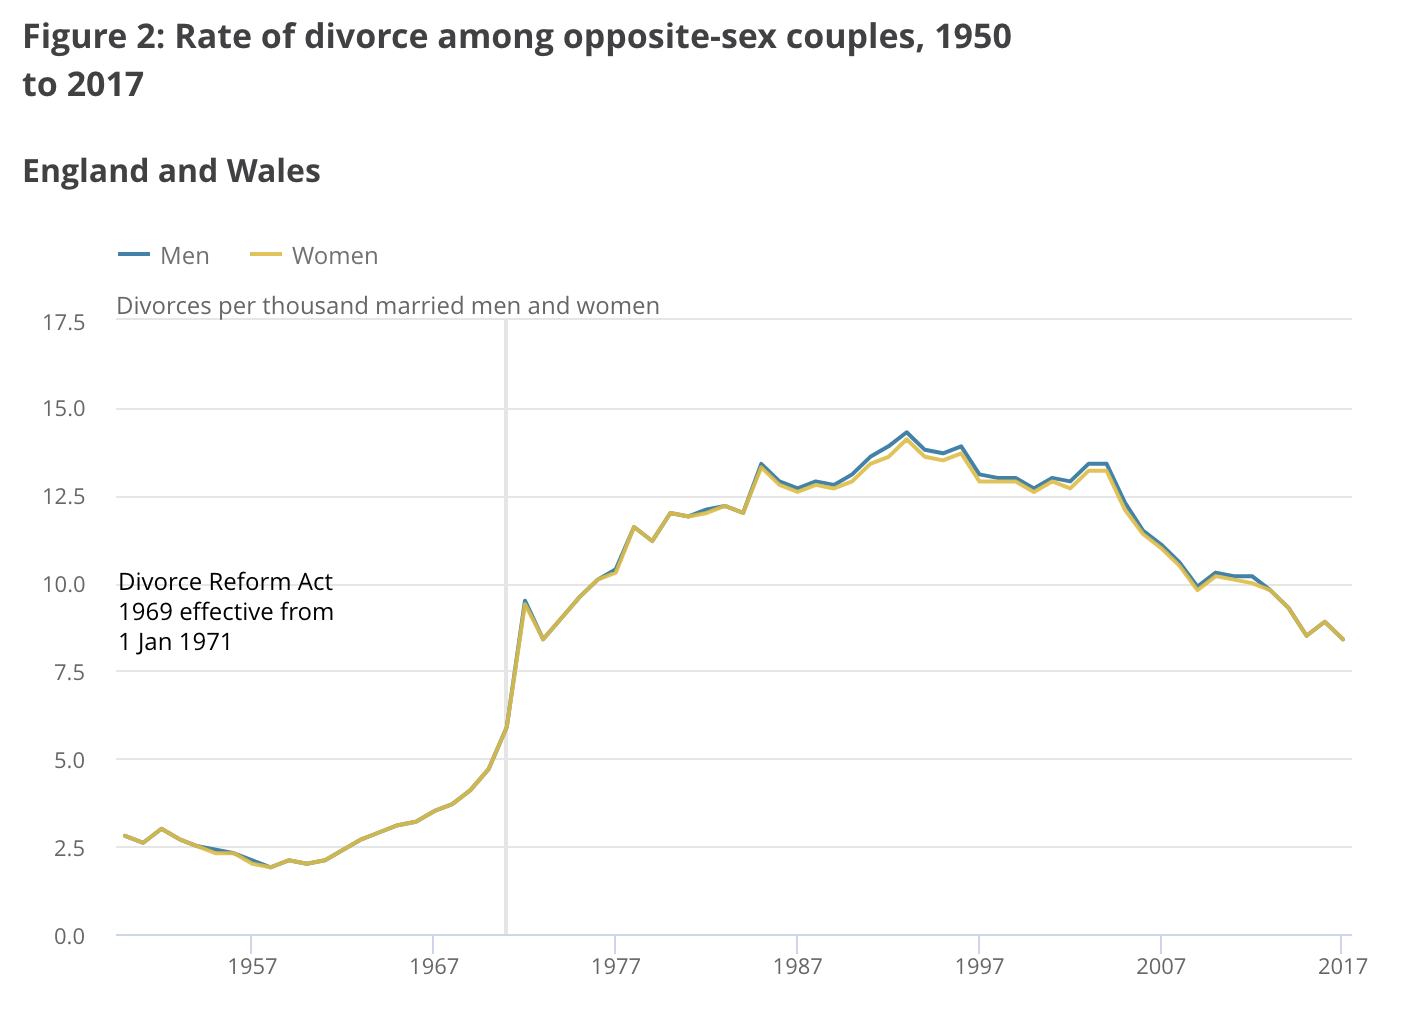 Figure 2: Rate of divorce among opposite-sex couples, 1950
to 2017
England and Wales
Men Women
Divorces per thousand married men and women
17.5
15.0
12.5
10.0
Divorce Reform Act
1969 effective from
1 Jan 1971
7.5
5.0
2.5
0.0
1957 1967 1977 1987 1997 2007 2017